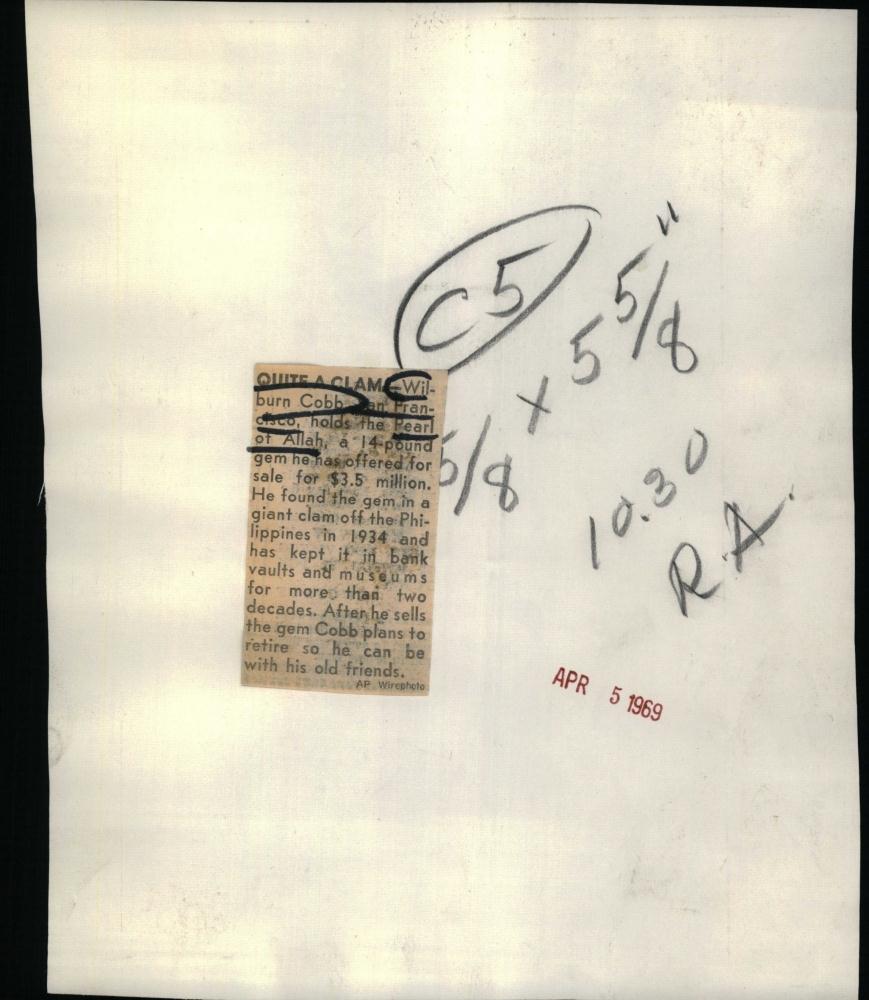 C5
5/8 x 5 5/8"
10.30
R.A.
QUITE A CLAM—Wil-
burn Cobb, San Fran-
cisco, holds the Pearl
of Allah, a 14-pound
gem he has offered for
sale for $3.5 million.
He found the gem in a
giant clam off the Phi-
lippines in 1934 and
has kept it in bank
vaults and museums
for more than two
decades. After he sells
the gem Cobb plans to
retire so he can be
with his old friends.
AP Wirephoto
APR 5 1969